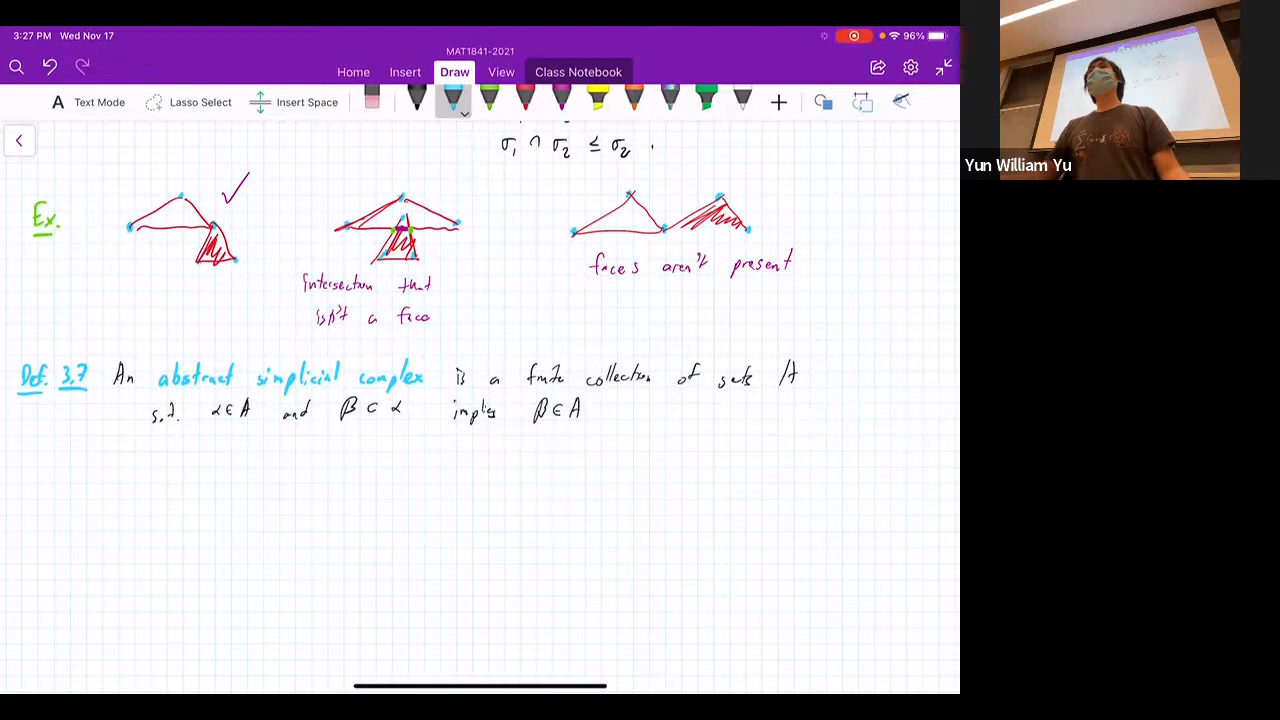 3:27 PM Wed Nov 17
96%
MAT1841-2021
Home Insert Draw View Class Notebook
A Text Mode Lasso Select Insert Space
σ₁ ∩ σ₂ ≤ σ₂ .
Ex.
faces aren't present
intersection that
isn't a face
Def. 3.7 An abstract simplicial complex is a finite collection of sets A
s.t. α∈A and β⊂α implies β∈A
Yun William Yu